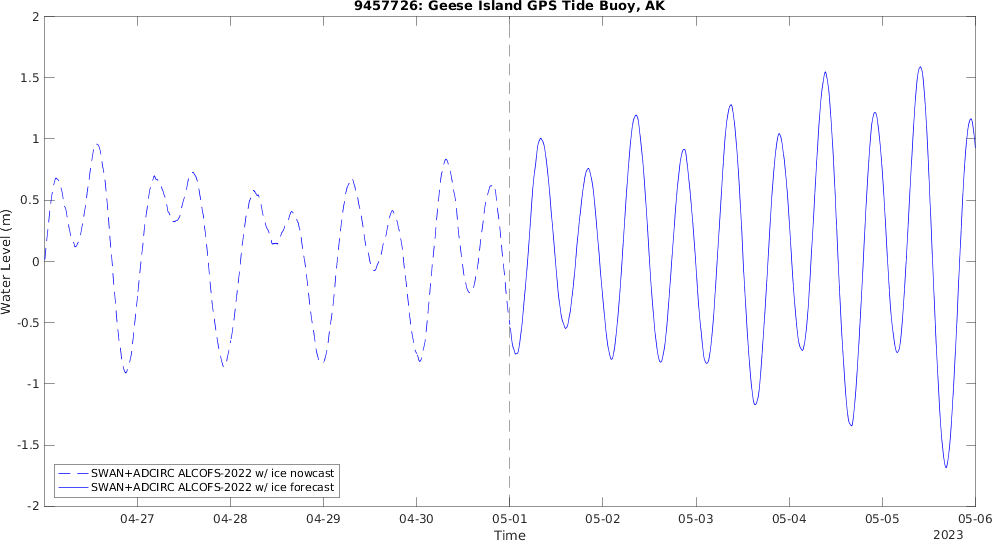 9457726: Geese Island GPS Tide Buoy, AK
2
1.5
1
0.5
0
-0.5
-1
-1.5
-2
Water Level (m)
SWAN+ADCIRC ALCOFS-2022 w/ ice nowcast
SWAN+ADCIRC ALCOFS-2022 w/ ice forecast
04-27 04-28 04-29 04-30 05-01 05-02 05-03 05-04 05-05 05-06
Time
2023